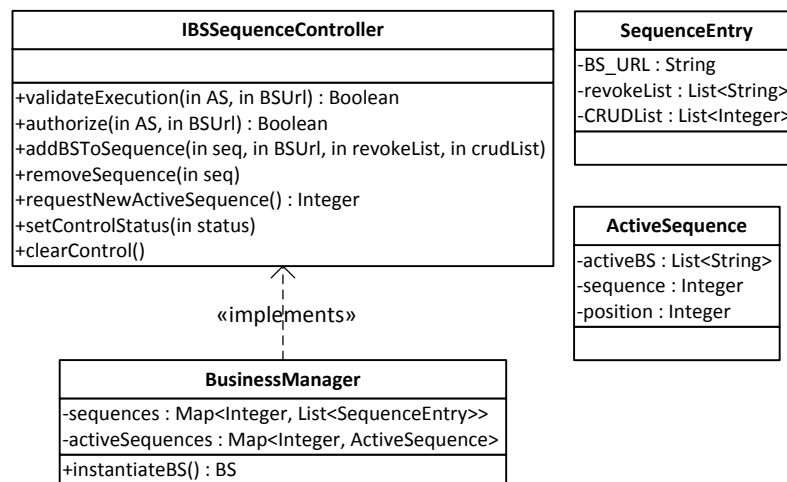 IBSSequenceController
+validateExecution(in AS, in BSUrl) : Boolean
+authorize(in AS, in BSUrl) : Boolean
+addBSToSequence(in seq, in BSUrl, in revokeList, in crudList)
+removeSequence(in seq)
+requestNewActiveSequence() : Integer
+setControlStatus(in status)
+clearControl()
SequenceEntry
-BS_URL : String
-revokeList : List<String>
-CRUDList : List<Integer>
ActiveSequence
-activeBS : List<String>
-sequence : Integer
-position : Integer
«implements»
BusinessManager
-sequences : Map<Integer, List<SequenceEntry>>
-activeSequences : Map<Integer, ActiveSequence>
+instantiateBS() : BS